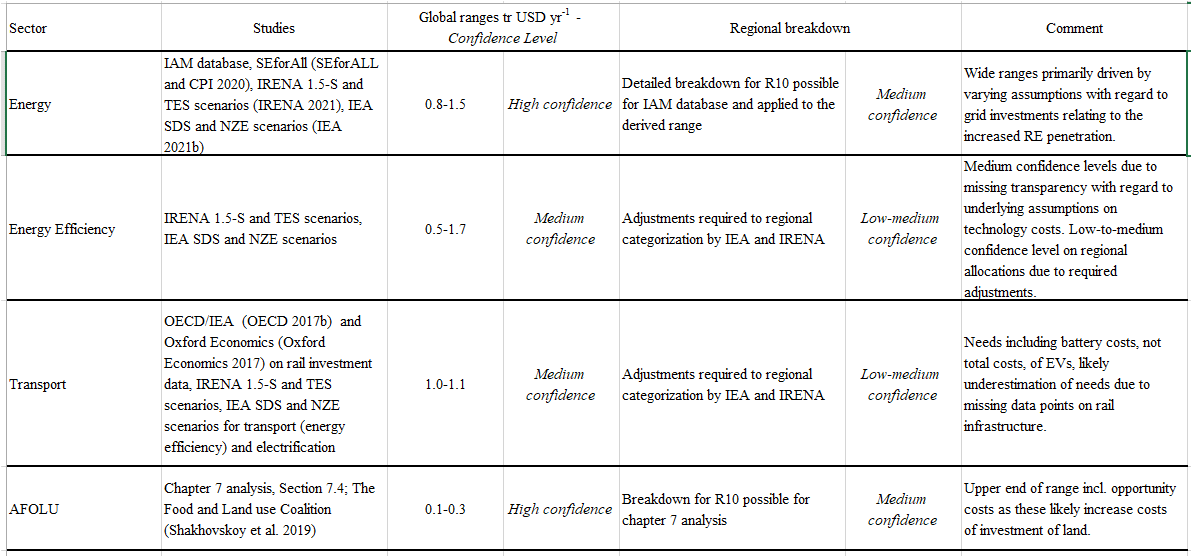 Sector
Studies
Global ranges tr USD yr-1 -
Confidence Level
Regional breakdown
Comment
Energy
IAM database, SEforAll (SEforALL
and CPI 2020), IRENA 1.5-S and
TES scenarios (IRENA 2021), IEA
SDS and NZE scenarios (IEA
2021b)
0.8-1.5
High confidence
Detailed breakdown for R10 possible
for IAM database and applied to the
derived range
Medium
confidence
Wide ranges primarily driven by
varying assumptions with regard to
grid investments relating to the
increased RE penetration.
Energy Efficiency
IRENA 1.5-S and TES scenarios,
IEA SDS and NZE scenarios
0.5-1.7
Medium
confidence
Adjustments required to regional
categorization by IEA and IRENA
Low-medium
confidence
Medium confidence levels due to
missing transparency with regard to
underlying assumptions on
technology costs. Low-to-medium
confidence level on regional
allocations due to required
adjustments.
Transport
OECD/IEA (OECD 2017b) and
Oxford Economics (Oxford
Economics 2017) on rail investment
data, IRENA 1.5-S and TES
scenarios, IEA SDS and NZE
scenarios for transport (energy
efficiency) and electrification
1.0-1.1
Medium
confidence
Adjustments required to regional
categorization by IEA and IRENA
Low-medium
confidence
Needs including battery costs, not
total costs, of EVs, likely
underestimation of needs due to
missing data points on rail
infrastructure.
AFOLU
Chapter 7 analysis, Section 7.4; The
Food and Land use Coalition
(Shakhovskoy et al. 2019)
0.1-0.3
High confidence
Breakdown for R10 possible for
chapter 7 analysis
Medium
confidence
Upper end of range incl. opportunity
costs as these likely increase costs
of investment of land.